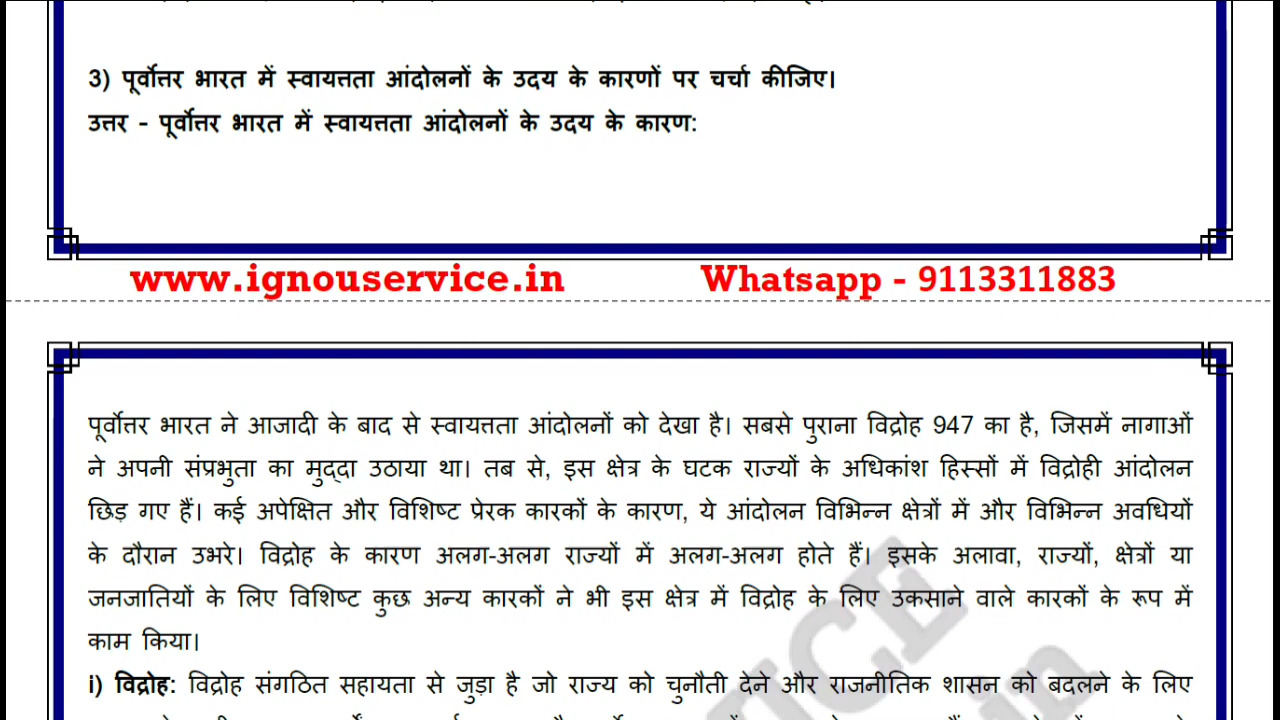 3) पूर्वोत्तर भारत में स्वायत्तता आंदोलनों के उदय के कारणों पर चर्चा कीजिए।
उत्तर - पूर्वोत्तर भारत में स्वायत्तता आंदोलनों के उदय के कारण:
www.ignouservice.in Whatsapp - 9113311883
पूर्वोत्तर भारत ने आजादी के बाद से स्वायत्तता आंदोलनों को देखा है। सबसे पुराना विद्रोह 947 का है, जिसमें नागाओं
ने अपनी संप्रभुता का मुद्दा उठाया था। तब से, इस क्षेत्र के घटक राज्यों के अधिकांश हिस्सों में विद्रोही आंदोलन
छिड़ गए हैं। कई अपेक्षित और विशिष्ट प्रेरक कारकों के कारण, ये आंदोलन विभिन्न क्षेत्रों में और विभिन्न अवधियों
के दौरान उभरे। विद्रोह के कारण अलग-अलग राज्यों में अलग-अलग होते हैं। इसके अलावा, राज्यों, क्षेत्रों या
जनजातियों के लिए विशिष्ट कुछ अन्य कारकों ने भी इस क्षेत्र में विद्रोह के लिए उकसाने वाले कारकों के रूप में
काम किया।
i) विद्रोह: विद्रोह संगठित सहायता से जुड़ा है जो राज्य को चुनौती देने और राजनीतिक शासन को बदलने के लिए